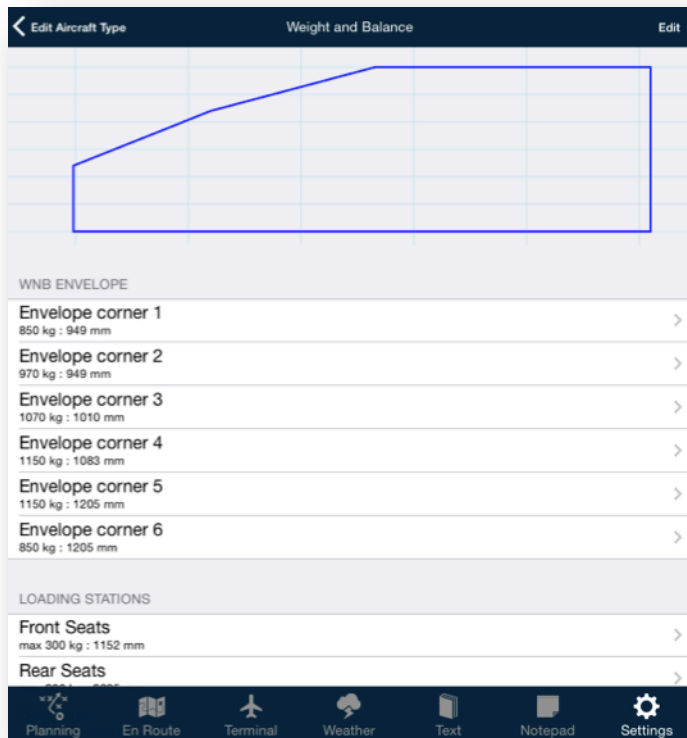 Edit Aircraft Type
Weight and Balance
Edit
WNB ENVELOPE
Envelope corner 1
850 kg : 949 mm
Envelope corner 2
970 kg : 949 mm
Envelope corner 3
1070 kg : 1010 mm
Envelope corner 4
1150 kg : 1083 mm
Envelope corner 5
1150 kg : 1205 mm
Envelope corner 6
850 kg : 1205 mm
LOADING STATIONS
Front Seats
max 300 kg : 1152 mm
Rear Seats
Planning
En Route
Terminal
Weather
Text
Notepad
Settings